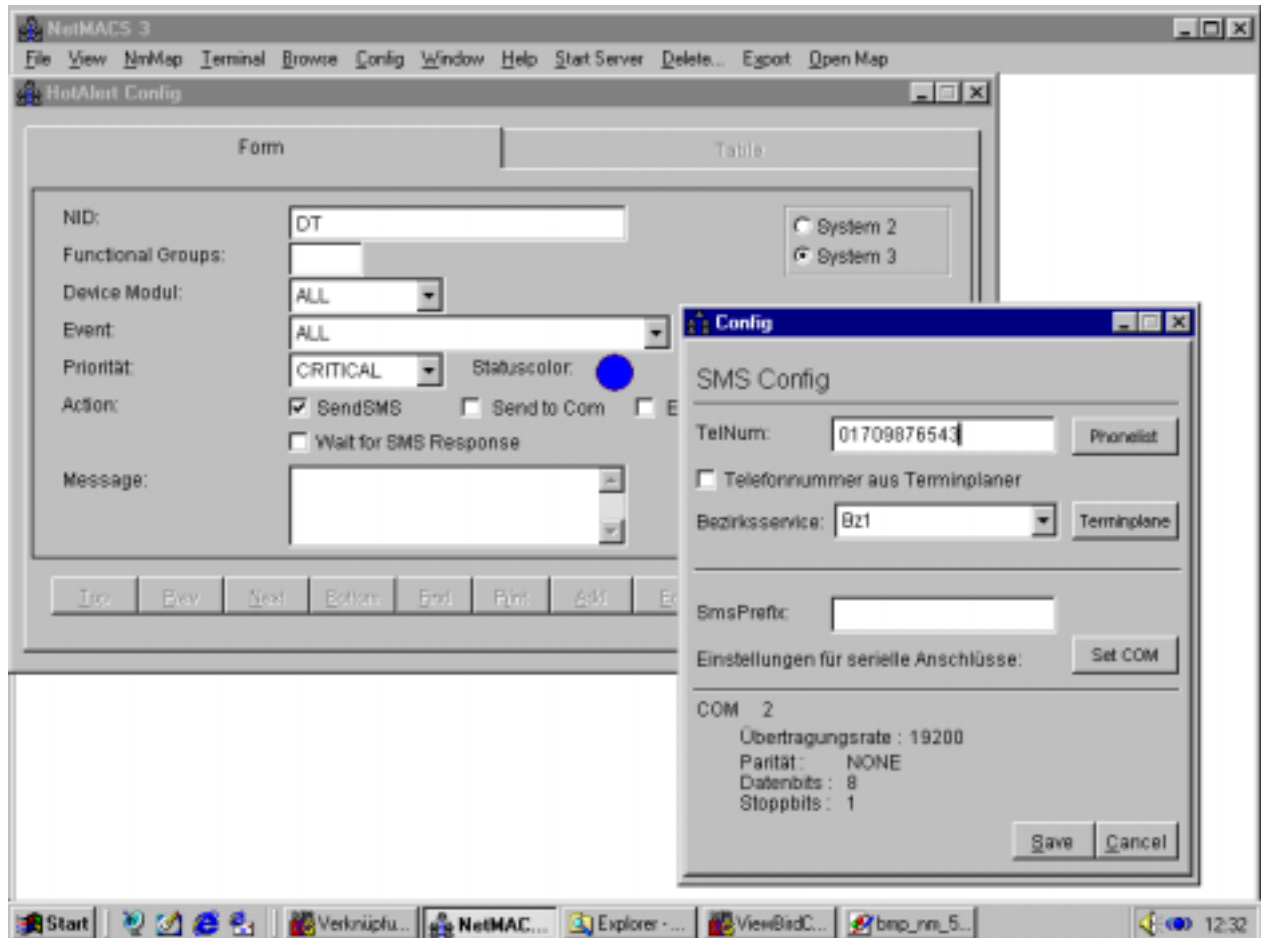 NetMACS 3
File View NmMap Terminal Browse Config Window Help Start Server Delete... Export Open Map
HotAlert Config
Form Table
NID: DT
System 2
Functional Groups:
System 3
Device Modul: ALL
Event: ALL
Priorität: CRITICAL Statuscolor:
Action: SendSMS Send to Com E
Wait for SMS Response
Message:
Top Prev Next Bottom Find Print Add
Config
SMS Config
TelNum: 01709876543 Phonelist
Telefonnummer aus Terminplaner
Bezirksservice: Bz1 Terminplane
SmsPrefix:
Einstellungen für serielle Anschlüsse: Set COM
COM 2
Übertragungsrate : 19200
Parität : NONE
Datenbits : 8
Stoppbits : 1
Save Cancel
Start Verknüpfu... NetMAC... Explorer - ... ViewBirdC... bmp_nm_5... 12:32